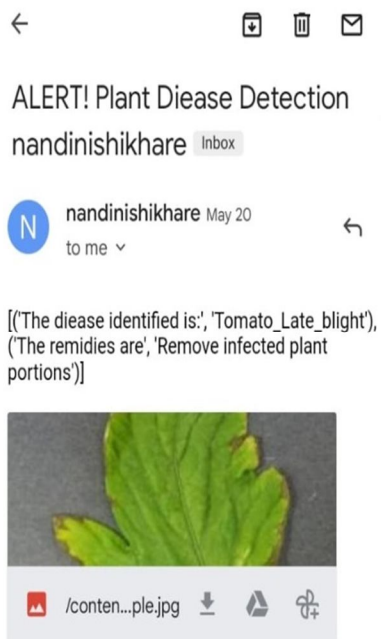 ALERT! Plant Diease Detection
nandinishikhare Inbox
N
nandinishikhare May 20
to me
[('The diease identified is:', 'Tomato_Late_blight'),
('The remidies are', 'Remove infected plant
portions')]
/conten...ple.jpg